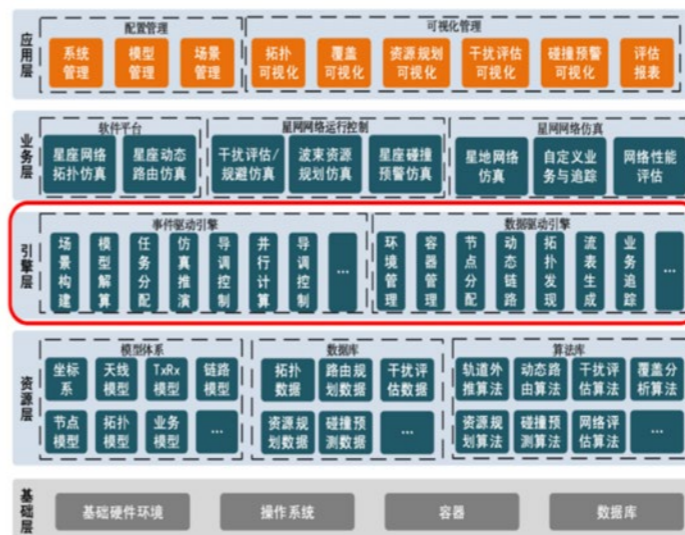 应用层
配置管理
系统管理
模型管理
场景管理
可视化管理
拓扑可视化
覆盖可视化
资源规划可视化
干扰评估可视化
碰撞预警可视化
评估报表
业务层
软件平台
星座网络拓扑仿真
星座动态路由仿真
星网网络运行控制
干扰评估/规避仿真
波束资源规划仿真
星座碰撞预警仿真
星网网络仿真
星地网络仿真
自定义业务与追踪
网络性能评估
引擎层
事件驱动引擎
场景构建
模型解算
任务分配
仿真推演
导调控制
并行计算
导调控制
...
数据驱动引擎
环境管理
容器管理
节点分配
动态链路
拓扑发现
流表生成
业务追踪
...
资源层
模型体系
坐标系
天线模型
TxRx模型
链路模型
节点模型
拓扑模型
业务模型
...
数据库
拓扑数据
路由规划数据
干扰评估数据
资源规划数据
碰撞预测数据
...
算法库
轨道外推算法
动态路由算法
干扰评估算法
覆盖分析算法
资源规划算法
碰撞预测算法
网络评估算法
...
基础层
基础硬件环境
操作系统
容器
数据库